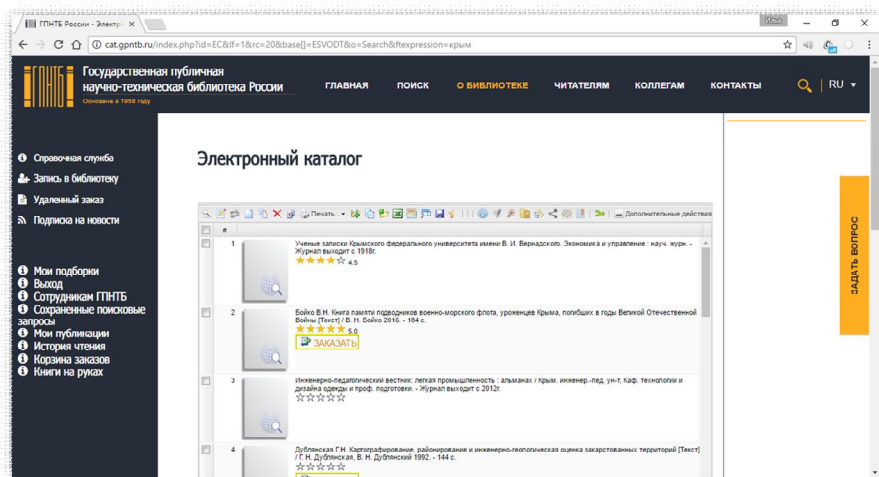 ГПНТБ России - Электр
Илья
cat.gpntb.ru/index.php?id=EC&lf=1&rc=20&base[]=ESVODT&o=Search&ftexpression=крым
ГПНТБ
Государственная публичная
научно-техническая библиотека России
Основана в 1958 году
ГЛАВНАЯ ПОИСК О БИБЛИОТЕКЕ ЧИТАТЕЛЯМ КОЛЛЕГАМ КОНТАКТЫ RU
Справочная служба
Запись в библиотеку
Удаленный заказ
Подписка на новости
Мои подборки
Выход
Сотрудникам ГПНТБ
Сохраненные поисковые
запросы
Мои публикации
История чтения
Корзина заказов
Книги на руках
Электронный каталог
Печать Дополнительные действия
#
1 Ученые записки Крымского федерального университета имени В. И. Вернадского. Экономика и управление : науч. журн. -
Журнал выходит с 1918г.
4.5
2 Бойко В.Н. Книга памяти подводников военно-морского флота, уроженцев Крыма, погибших в годы Великой Отечественной
Войны [Текст] / В. Н. Бойко 2016. - 184 с.
5.0
ЗАКАЗАТЬ
3 Инженерно-педагогический вестник: легкая промышленность : альманах / Крым. инженер.-пед. ун-т, Каф. технологии и
дизайна одежды и проф. подготовки. - Журнал выходит с 2012г.
4 Дублянская Г.Н. Картографирование, районирование и инженерно-геологическая оценка закарстованных территорий [Текст]
/ Г. Н. Дублянская, В. Н. Дублянский 1992. - 144 с.
ЗАДАТЬ ВОПРОС